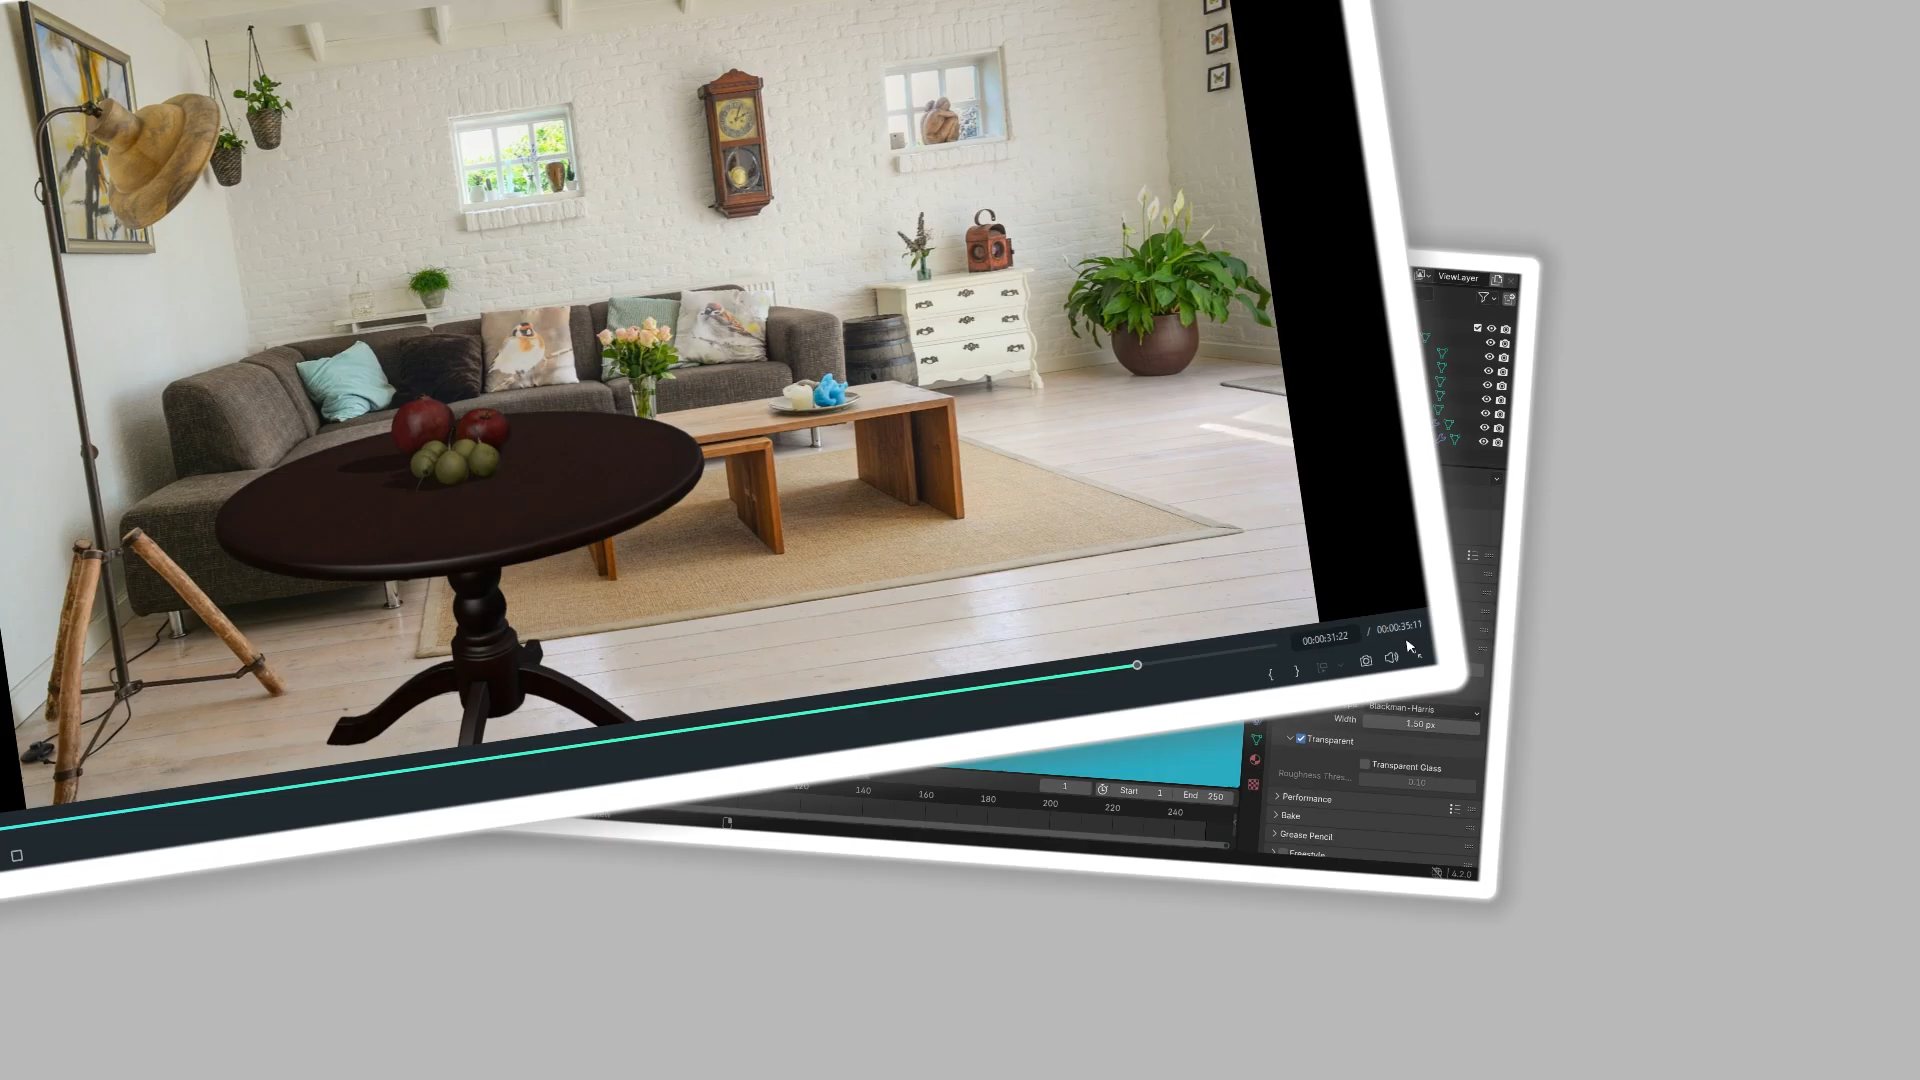 ViewLayer
00:00:31:22 / 00:00:35:11
{ }
Blackman-Harris
Width 1.50 px
Transparent
Transparent Glass
Roughness Thres... 0.10
Performance
Bake
Grease Pencil
Freestyle
1 Start 1 End 250
140 160 180 200 220 240
4.2.0